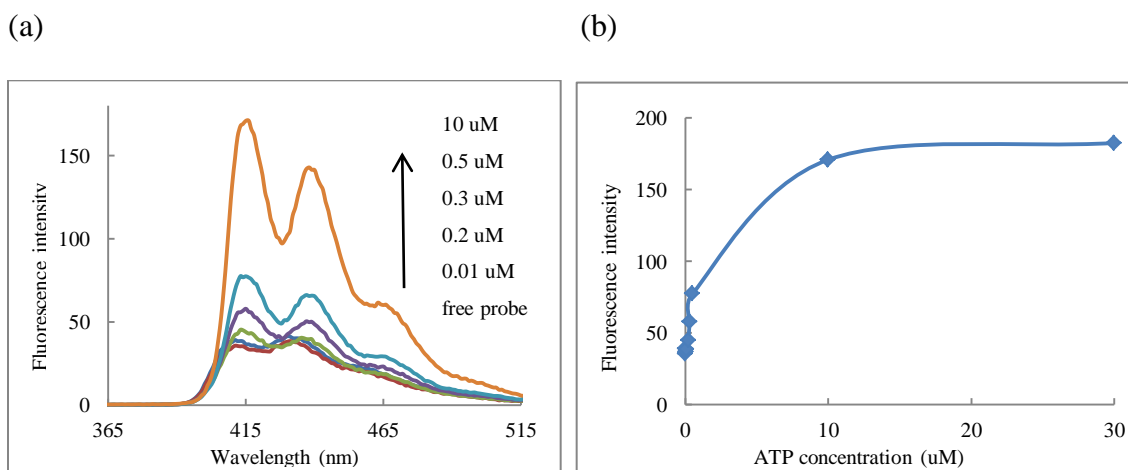 (a)
(b)
150
100
50
0
Fluorescence intensity
365
415
465
515
Wavelength (nm)
10 uM
0.5 uM
0.3 uM
0.2 uM
0.01 uM
free probe
200
150
100
50
0
Fluorescence intensity
0
10
20
30
ATP concentration (uM)